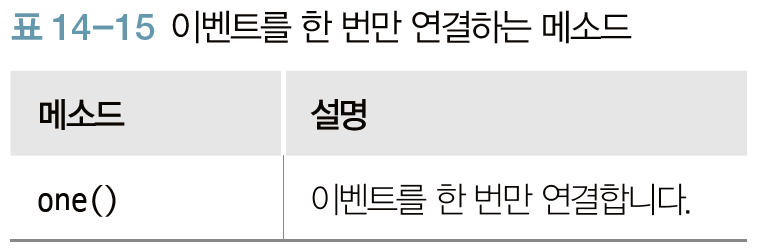 표 14-15 이벤트를 한 번만 연결하는 메소드
메소드 설명
one() 이벤트를 한 번만 연결합니다.